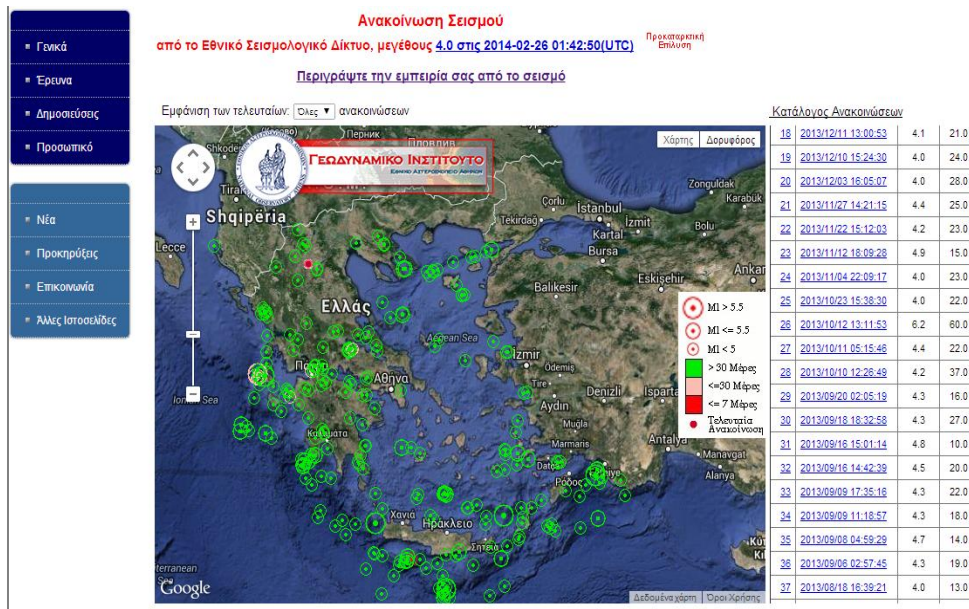 Ανακοίνωση Σεισμού
από το Εθνικό Σεισμολογικό Δίκτυο, μεγέθους 4.0 στις 2014-02-26 01:42:50(UTC)
Προκαταρκτική
Επίλυση
Περιγράψτε την εμπειρία σας από το σεισμό
Γενικά
Έρευνα
Δημοσιεύσεις
Προσωπικό
Νέα
Προκηρύξεις
Επικοινωνία
Άλλες Ιστοσελίδες
Εμφάνιση των τελευταίων: Όλες ανακοινώσεων
Χάρτης Δορυφόρος
ΓΕΩΔΥΝΑΜΙΚΟ ΙΝΣΤΙΤΟΥΤΟ
ΕΘΝΙΚΟ ΑΣΤΕΡΟΣΚΟΠΕΙΟ ΑΘΗΝΩΝ
Перник
Пловдив
Shkodër
Tiranë
Shqipëria
Lecce
Zonguldak
Karabük
Çorlu
İstanbul
Tekirdağ
İzmit
Kartal
Bolu
Bursa
Ankar
Eskişehir
Balıkesir
Ελλάς
Aegean Sea
İzmir
Ödemiş
Tire
Αθήνα
Ionian Sea
Denizli
Isparta
Aydın
Muğla
Καλαμάτα
Marmaris
Antalya
Manavgat
Datça
Alanya
Ρόδος
Χανιά
Ηράκλειο
Σητεία
Google
Δεδομένα χάρτη Όροι Χρήσης
Ml > 5.5
Ml <= 5.5
Ml < 5
> 30 Μέρες
<=30 Μέρες
<= 7 Μέρες
Τελευταία
Ανακοίνωση
Κατάλογος Ανακοινώσεων
18 2013/12/11 13:00:53 4.1 21.0
19 2013/12/10 15:24:30 4.0 24.0
20 2013/12/03 16:05:07 4.0 28.0
21 2013/11/27 14:21:15 4.4 25.0
22 2013/11/22 15:12:03 4.2 23.0
23 2013/11/12 18:09:28 4.9 15.0
24 2013/11/04 22:09:17 4.0 23.0
25 2013/10/23 15:38:30 4.0 22.0
26 2013/10/12 13:11:53 6.2 60.0
27 2013/10/11 05:15:46 4.4 22.0
28 2013/10/10 12:26:49 4.2 37.0
29 2013/09/20 02:05:19 4.3 16.0
30 2013/09/18 18:32:58 4.3 27.0
31 2013/09/16 15:01:14 4.8 10.0
32 2013/09/16 14:42:39 4.5 20.0
33 2013/09/09 17:35:16 4.3 22.0
34 2013/09/09 11:18:57 4.3 18.0
35 2013/09/08 04:59:29 4.7 14.0
36 2013/09/06 02:57:45 4.3 19.0
37 2013/08/18 16:39:21 4.0 13.0